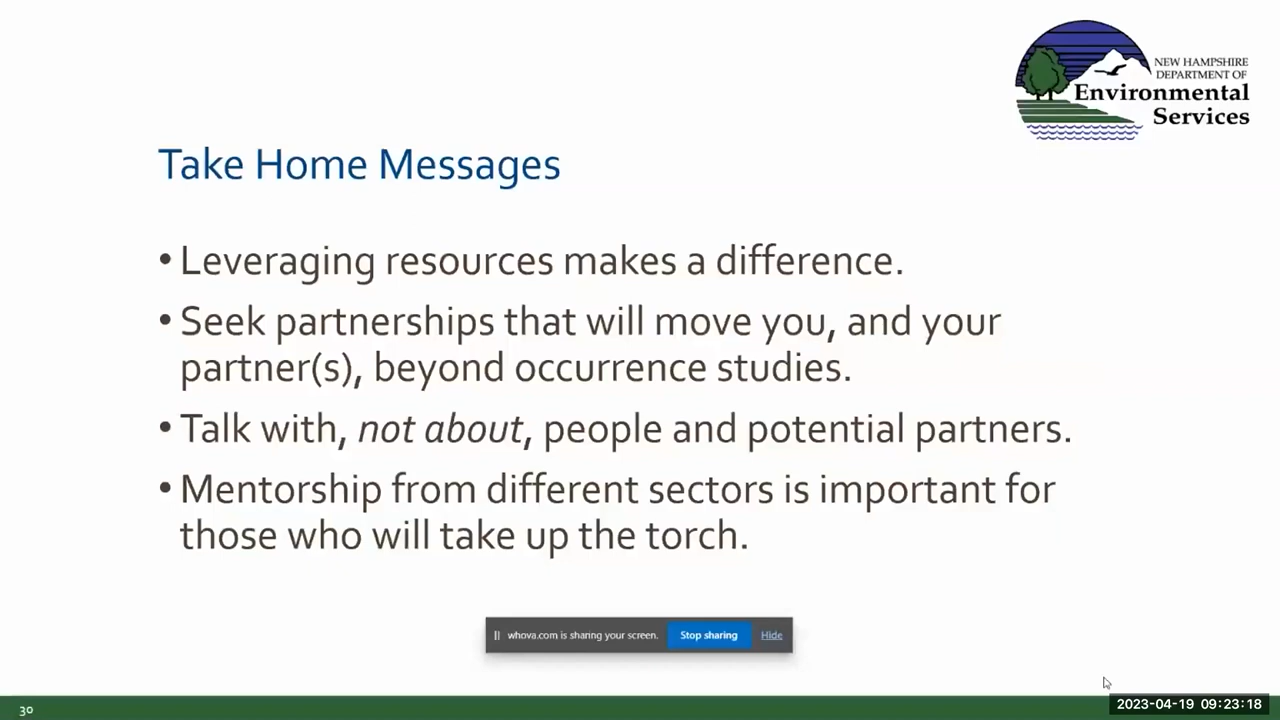 NEW HAMPSHIRE
DEPARTMENT OF
Environmental
Services
Take Home Messages
• Leveraging resources makes a difference.
• Seek partnerships that will move you, and your
partner(s), beyond occurrence studies.
• Talk with, not about, people and potential partners.
• Mentorship from different sectors is important for
those who will take up the torch.
whova.com is sharing your screen. Stop sharing Hide
30
2023-04-19 09:23:18